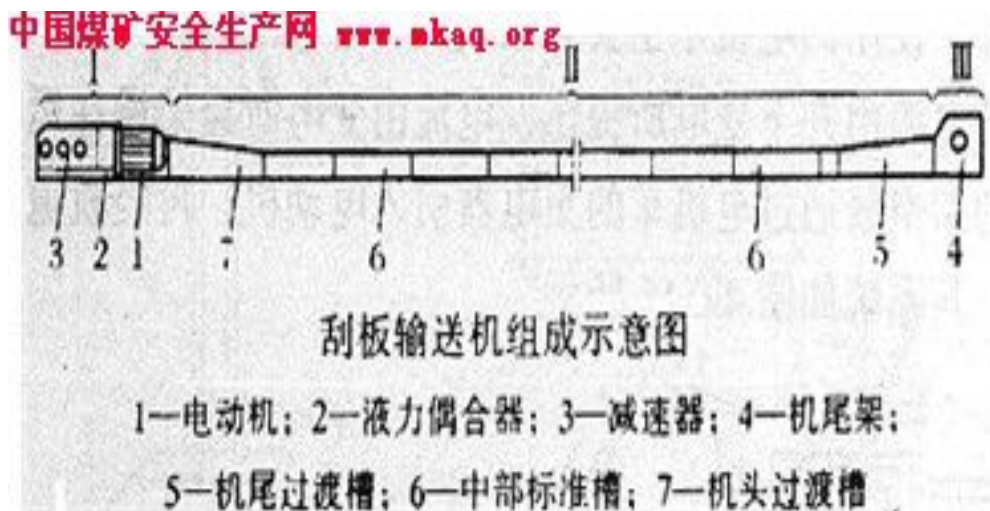 中国煤矿安全生产网 www.mkaq.org
I II III
3 2 1 7 6 6 5 4
刮板输送机组成示意图
1—电动机；2—液力偶合器；3—减速器；4—机尾架；
5—机尾过渡槽；6—中部标准槽；7—机头过渡槽